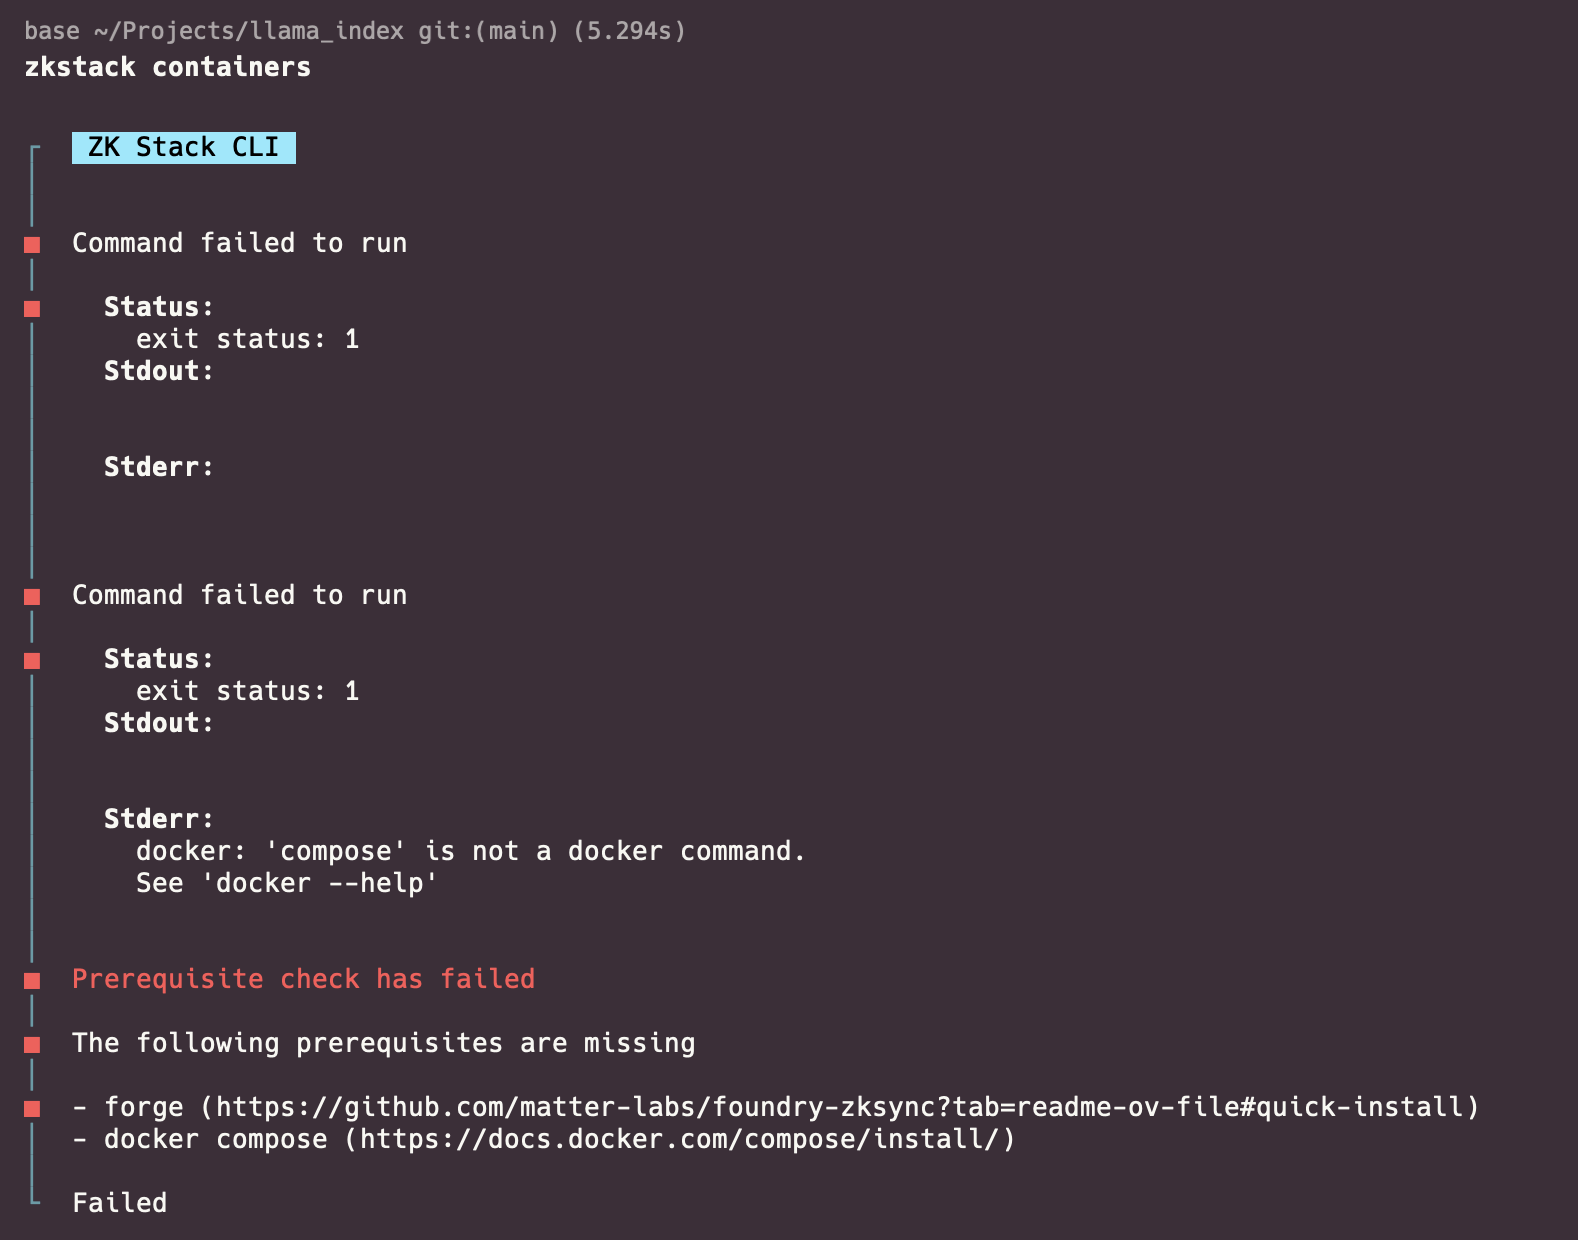 base ~/Projects/llama_index git:(main) (5.294s)
zkstack containers
ZK Stack CLI
Command failed to run
Status:
exit status: 1
Stdout:
Stderr:
Command failed to run
Status:
exit status: 1
Stdout:
Stderr:
docker: 'compose' is not a docker command.
See 'docker --help'
Prerequisite check has failed
The following prerequisites are missing
- forge (https://github.com/matter-labs/foundry-zksync?tab=readme-ov-file#quick-install)
- docker compose (https://docs.docker.com/compose/install/)
Failed